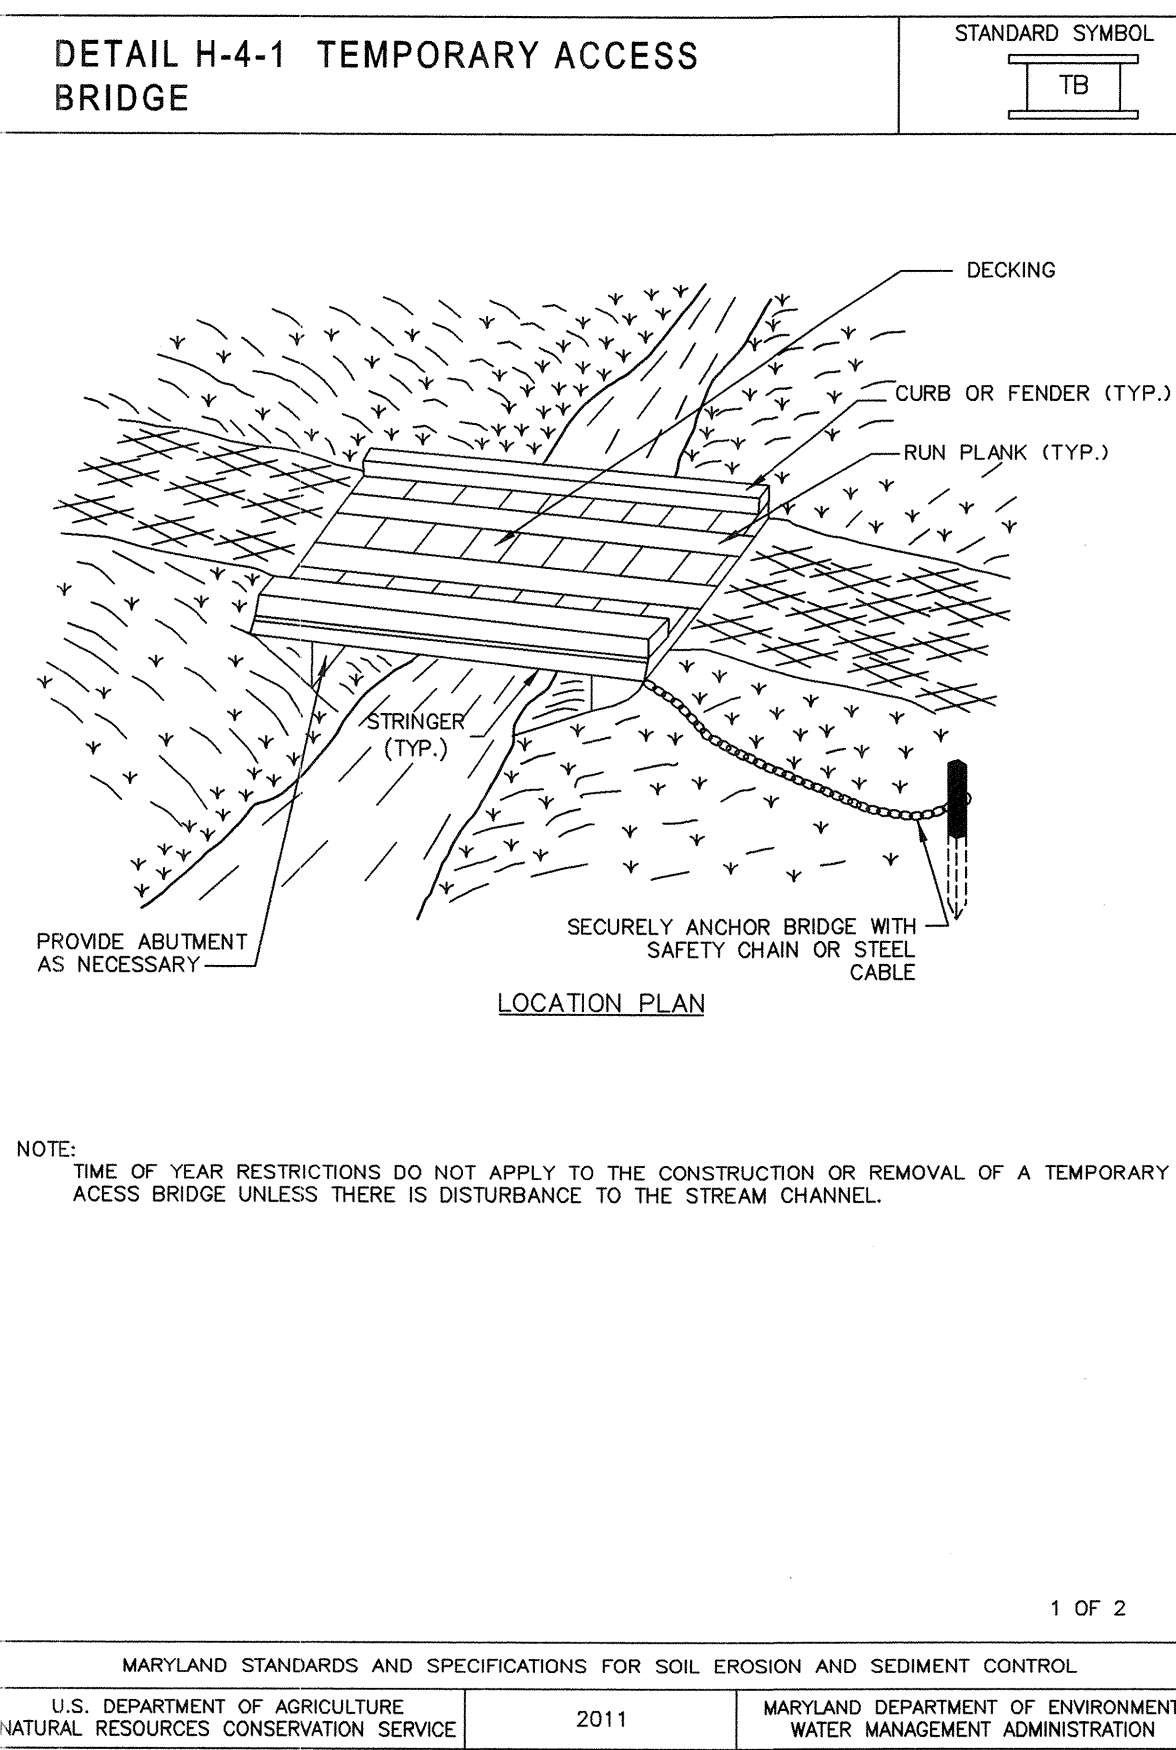 DETAIL H-4-1 TEMPORARY ACCESS
BRIDGE
STANDARD SYMBOL
TB
DECKING
CURB OR FENDER (TYP.)
RUN PLANK (TYP.)
STRINGER
(TYP.)
PROVIDE ABUTMENT
AS NECESSARY
SECURELY ANCHOR BRIDGE WITH
SAFETY CHAIN OR STEEL
CABLE
LOCATION PLAN
NOTE:
TIME OF YEAR RESTRICTIONS DO NOT APPLY TO THE CONSTRUCTION OR REMOVAL OF A TEMPORARY
ACESS BRIDGE UNLESS THERE IS DISTURBANCE TO THE STREAM CHANNEL.
1 OF 2
MARYLAND STANDARDS AND SPECIFICATIONS FOR SOIL EROSION AND SEDIMENT CONTROL
U.S. DEPARTMENT OF AGRICULTURE
NATURAL RESOURCES CONSERVATION SERVICE
2011
MARYLAND DEPARTMENT OF ENVIRONMENT
WATER MANAGEMENT ADMINISTRATION